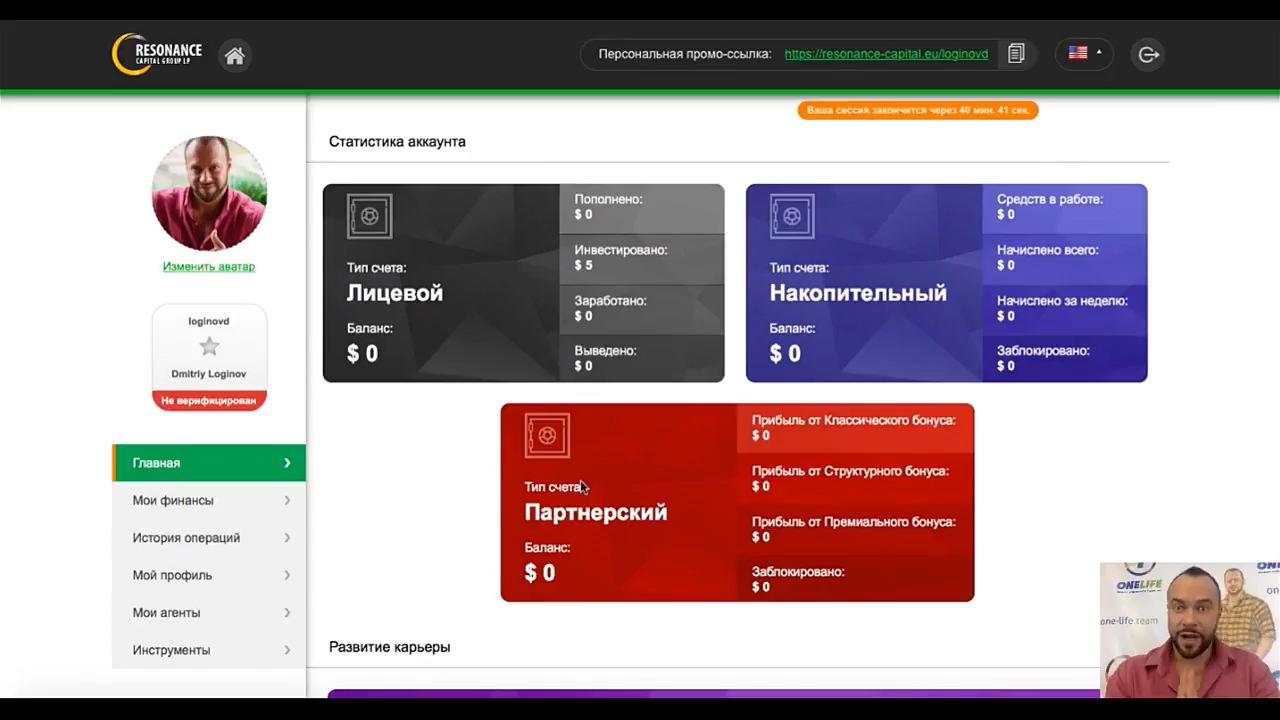 RESONANCE
CAPITAL GROUP LP
Персональная промо-ссылка: https://resonance-capital.eu/loginovd
Ваша сессия закончится через 40 мин. 41 сек.
Статистика аккаунта
Изменить аватар
loginovd
Dmitriy Loginov
Не верифицирован
Главная
Мои финансы
История операций
Мой профиль
Мои агенты
Инструменты
Тип счета:
Лицевой
Баланс:
$ 0
Пополнено:
$ 0
Инвестировано:
$ 5
Заработано:
$ 0
Выведено:
$ 0
Тип счета:
Накопительный
Баланс:
$ 0
Средств в работе:
$ 0
Начислено всего:
$ 0
Начислено за неделю:
$ 0
Заблокировано:
$ 0
Тип счета
Партнерский
Баланс:
$ 0
Прибыль от Классического бонуса:
$ 0
Прибыль от Структурного бонуса:
$ 0
Прибыль от Премиального бонуса:
$ 0
Заблокировано:
$ 0
Развитие карьеры
ONELIFE
one-life.team